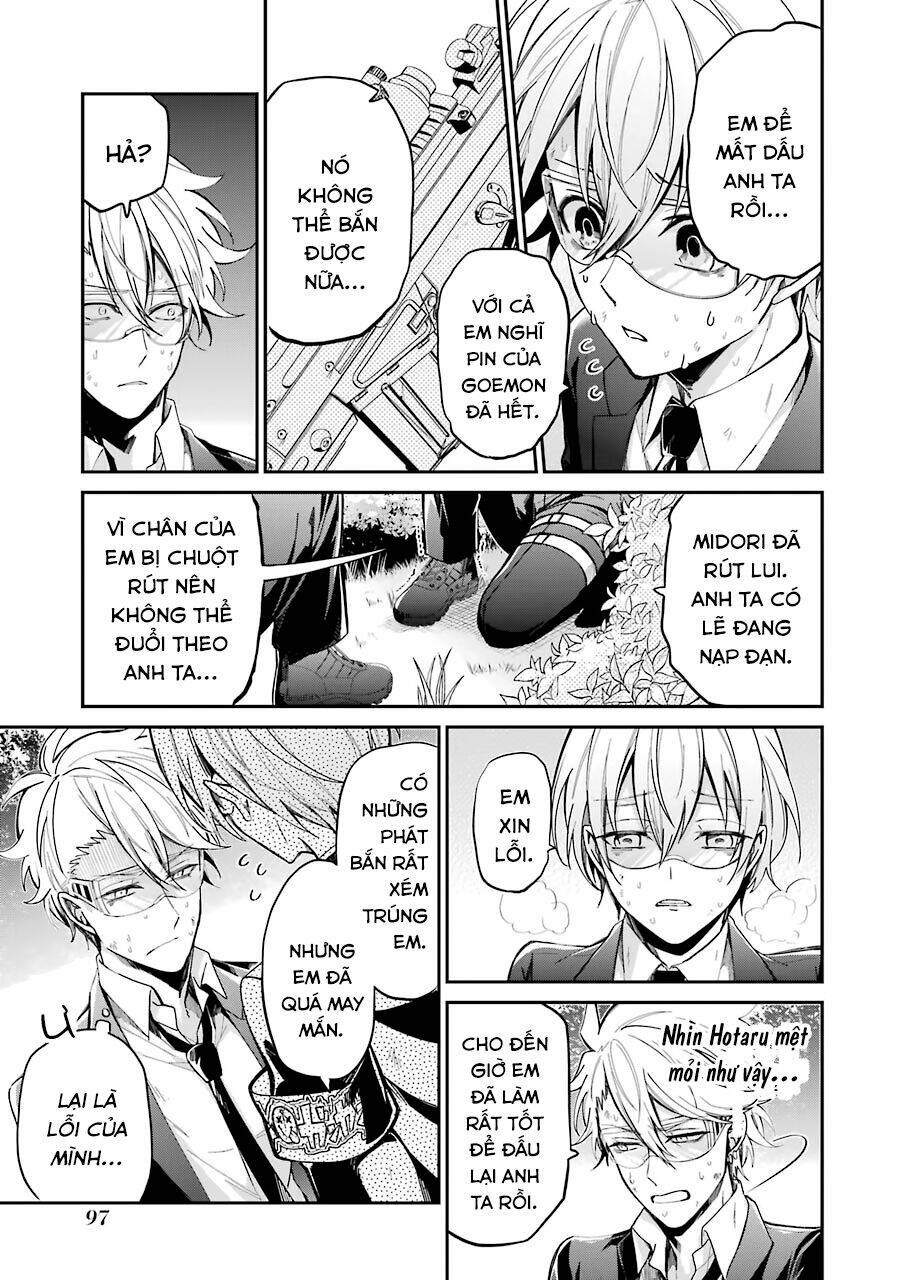 EM ĐỂ
MẤT DẤU
ANH TA
RỒI...
VỚI CẢ
EM NGHĨ
PIN CỦA
GOEMON
ĐÃ HẾT.
NÓ
KHÔNG
THỂ BẮN
ĐƯỢC
NỮA...
HẢ?
MIDORI ĐÃ
RÚT LUI.
ANH TA CÓ
LẼ ĐANG
NẠP ĐẠN.
VÌ CHÂN CỦA
EM BỊ CHUỘT
RÚT NÊN
KHÔNG THỂ
ĐUỔI THEO
ANH TA...
EM
XIN
LỖI.
Nhìn Hotaru mệt
mỏi như vậy...
CHO ĐẾN
GIỜ EM
ĐÃ LÀM
RẤT TỐT
ĐỂ ĐẤU
LẠI ANH
TA RỒI.
CÓ
NHỮNG
PHÁT
BẮN RẤT
XÉM
TRÚNG
EM.
NHƯNG
EM ĐÃ
QUÁ MAY
MẮN.
Ư...
LẠI LÀ
LỖI CỦA
MÌNH...
97